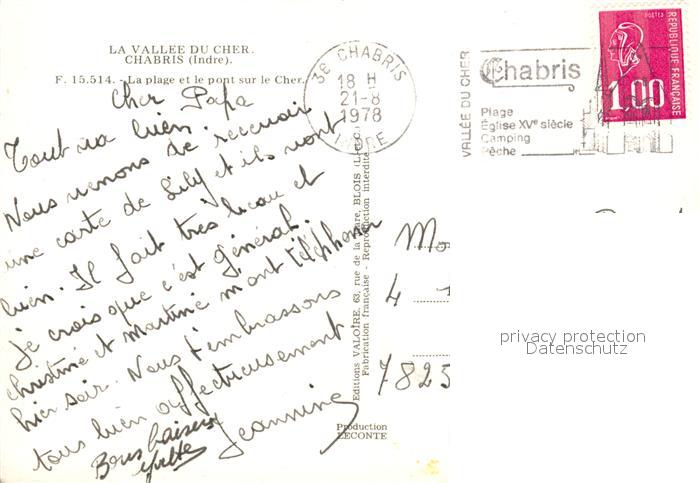 LA VALLEE DU CHER.
CHABRIS (Indre).
F. 15.514. - La plage et le pont sur le Cher.
Cher Papa
Tout va bien.
Nous venons de recevoir
une carte de Lily et ils vont
bien. Il fait très beau et
je crois que c'est général.
christine et Martine m'ont téléphoné
hier soir. Nous t'embrassons
tous bien affectueusement
Jeannine
Bons baisers
Yvette
36 CHABRIS
18 H
21-8
1978
INDRE
VALLÉE DU CHER
Chabris
Plage
Église XVe siècle
Camping
Pêche
POSTES
REPUBLIQUE FRANÇAISE
1,00
Editions VALOIRE, 63, rue de la Gare, BLOIS
Fabrication française - Reproduction interdite
4
7825
Production
LECONTE
privacy protection
Datenschutz